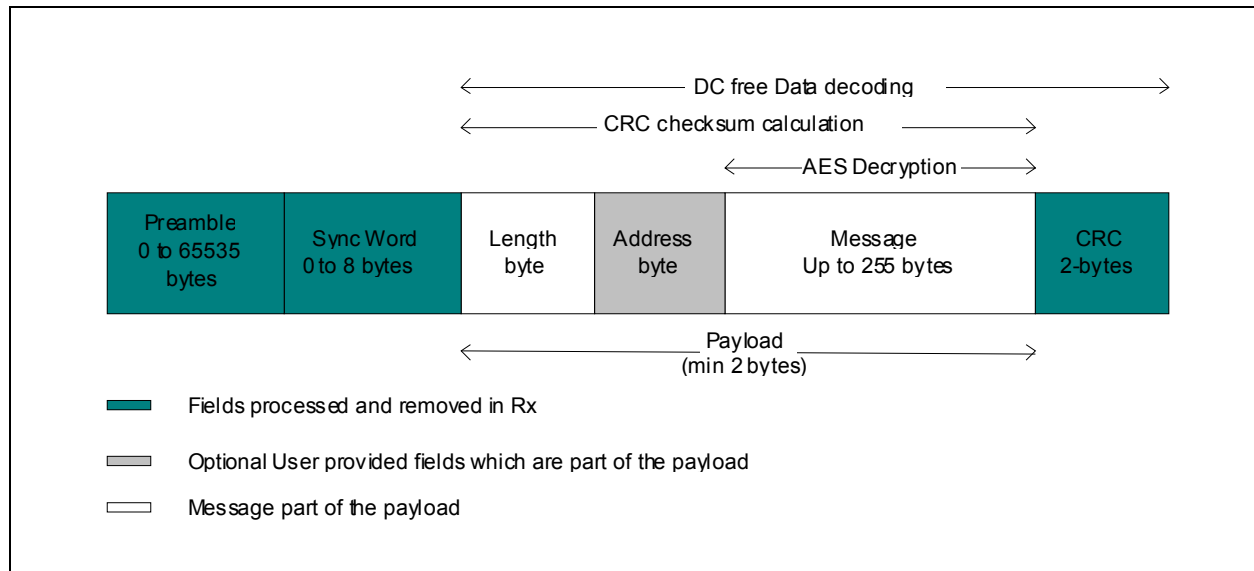 DC free Data decoding
CRC checksum calculation
AES Decryption
Preamble
0 to 65535
bytes
Sync Word
0 to 8 bytes
Length
byte
Address
byte
Message
Up to 255 bytes
CRC
2-bytes
Payload
(min 2 bytes)
Fields processed and removed in Rx
Optional User provided fields which are part of the payload
Message part of the payload